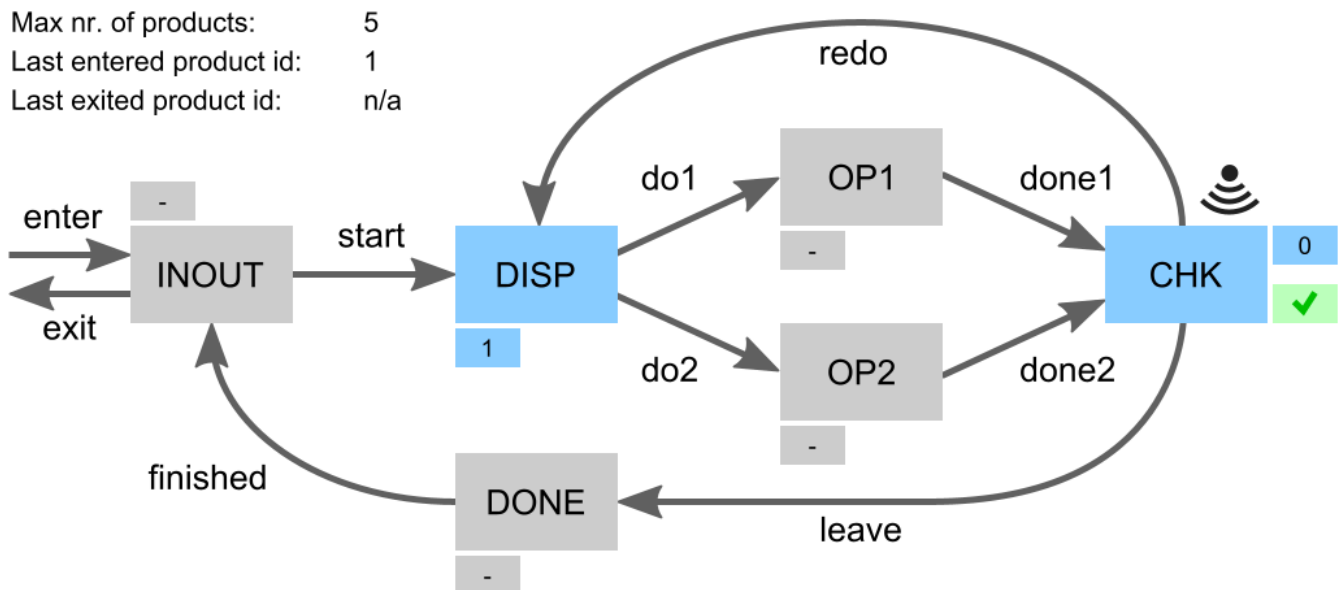 Max nr. of products: 5
Last entered product id: 1
Last exited product id: n/a
redo
do1
OP1
done1
-
enter
-
start
INOUT
DISP
-
CHK
0
exit
1
do2
OP2
done2
-
finished
DONE
leave
-